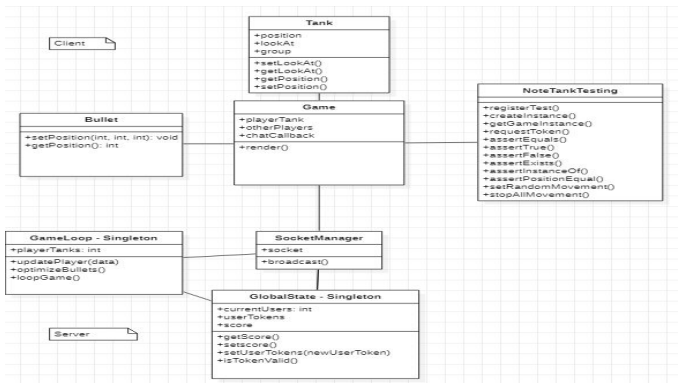 Client
Tank
+position
+lookAt
+group
+setLookAt()
+getLookAt()
+getPosition()
+setPosition()
Bullet
+setPosition(int, int, int): void
+getPosition(): int
Game
+playerTank
+otherPlayers
+chatCallback
+render()
NoteTankTesting
+registerTest()
+createInstance()
+getGameInstance()
+requestToken()
+assertEquals()
+assertTrue()
+assertFalse()
+assertExists()
+assertInstanceOf()
+assertPositionEqual()
+setRandomMovement()
+stopAllMovement()
GameLoop - Singleton
+playerTanks: int
+updatePlayer(data)
+optimizeBullets()
+loopGame()
SocketManager
+socket
+broadcast()
GlobalState - Singleton
+currentUsers: int
+userTokens
+score
+getScore()
+setscore()
+setUserTokens(newUserToken)
+isTokenValid()
Server